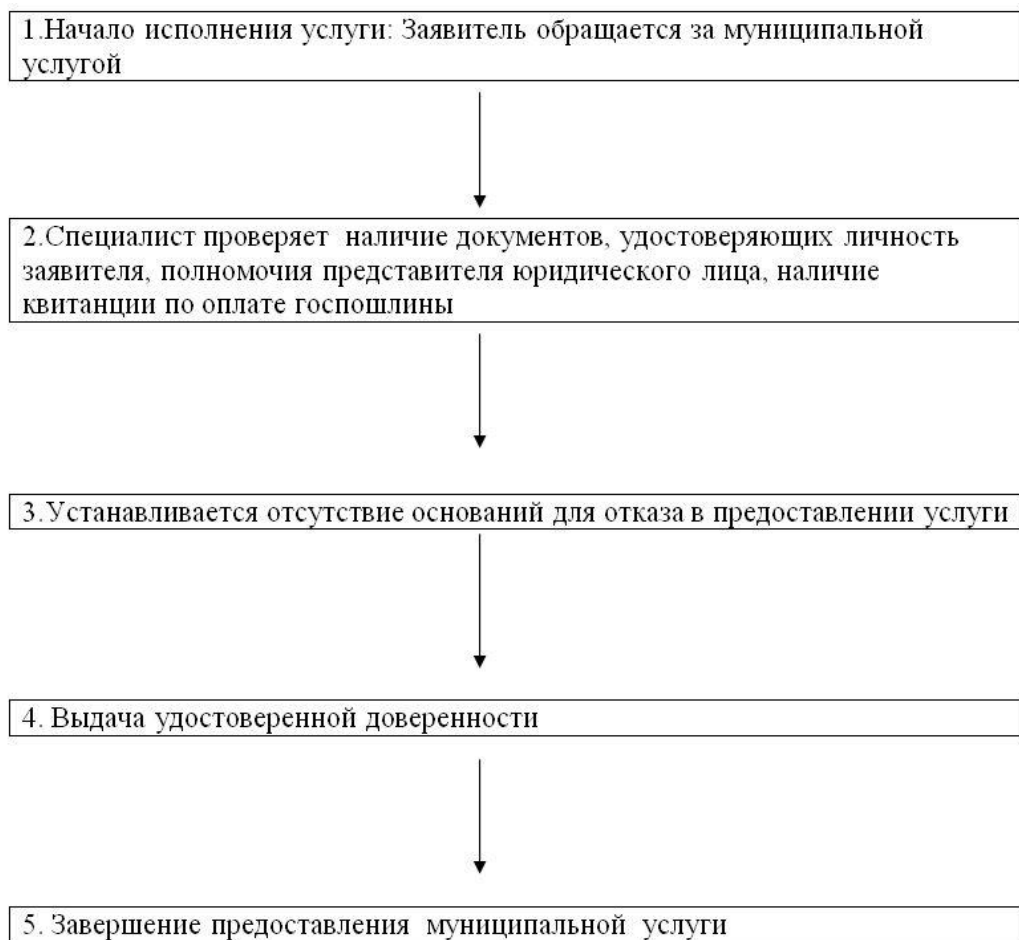 1.Начало исполнения услуги: Заявитель обращается за муниципальной
услугой
2.Специалист проверяет  наличие документов, удостоверяющих личность
заявителя, полномочия представителя юридического лица, наличие
квитанции по оплате госпошлины
3.Устанавливается отсутствие оснований для отказа в предоставлении услуги
4. Выдача удостоверенной доверенности
5. Завершение предоставления  муниципальной  услуги